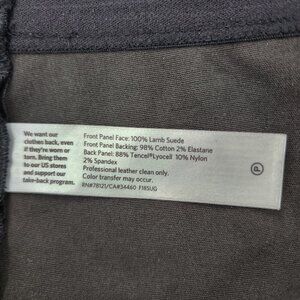 We want our
clothes back, even
if they're worn or
torn. Bring them
to our US stores
and support our
take-back program.
Front Panel Face: 100% Lamb Suede
Front Panel Backing: 98% Cotton 2% Elastane
Back Panel: 88% Tencel®Lyocell 10% Nylon
2% Spandex
Professional leather clean only.
Color transfer may occur.
RN#78121/CA#34460 F18SUG
P